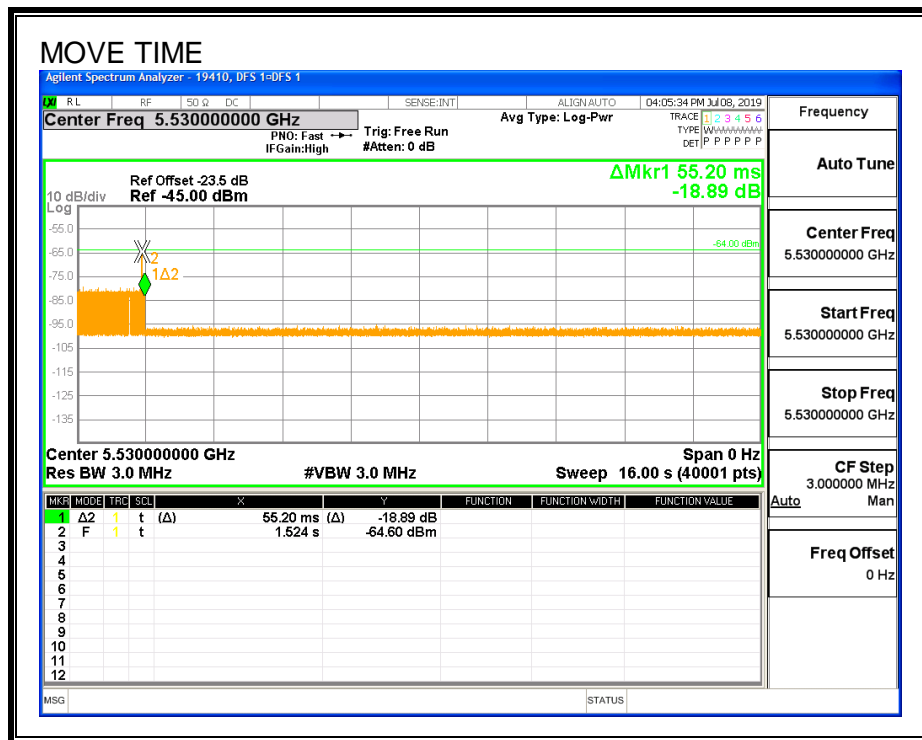 MOVE TIME
Agilent Spectrum Analyzer - 19410, DFS 1¤DFS 1
LXI RL RF 50 Ω DC SENSE:INT ALIGN AUTO 04:05:34 PM Jul 08, 2019
Center Freq 5.530000000 GHz
PNO: Fast
IFGain:High
Trig: Free Run
#Atten: 0 dB
Avg Type: Log-Pwr
TRACE 1 2 3 4 5 6
TYPE W
DET P P P P P P
Frequency
Auto Tune
Center Freq
5.530000000 GHz
Start Freq
5.530000000 GHz
Stop Freq
5.530000000 GHz
CF Step
3.000000 MHz
Auto Man
Freq Offset
0 Hz
ΔMkr1 55.20 ms
-18.89 dB
Ref Offset -23.5 dB
10 dB/div Ref -45.00 dBm
Log
-55.0
-65.0
-75.0
-85.0
-95.0
-105
-115
-125
-135
-64.00 dBm
2
1Δ2
Center 5.530000000 GHz Span 0 Hz
Res BW 3.0 MHz #VBW 3.0 MHz Sweep 16.00 s (40001 pts)
MKR MODE TRC SCL X Y FUNCTION FUNCTION WIDTH FUNCTION VALUE
1 Δ2 1 t (Δ) 55.20 ms (Δ) -18.89 dB
2 F 1 t 1.524 s -64.60 dBm
3
4
5
6
7
8
9
10
11
12
MSG STATUS